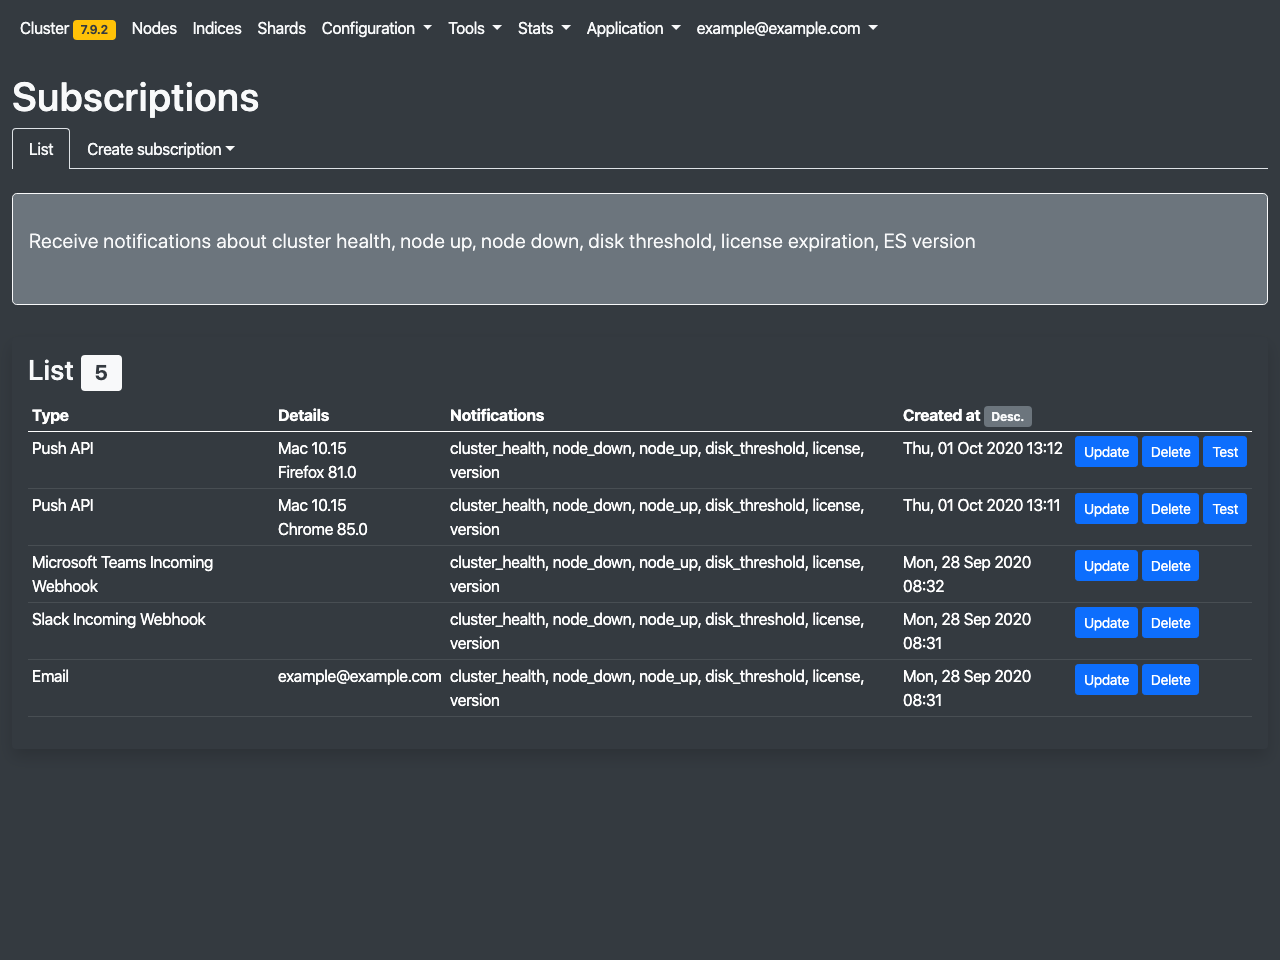 Cluster 7.9.2 Nodes Indices Shards Configuration Tools Stats Application example@example.com
Subscriptions
List Create subscription
Receive notifications about cluster health, node up, node down, disk threshold, license expiration, ES version
List 5
Type Details Notifications Created at Desc.
Push API Mac 10.15 cluster_health, node_down, node_up, disk_threshold, license, Thu, 01 Oct 2020 13:12 Update Delete Test
Firefox 81.0 version
Push API Mac 10.15 cluster_health, node_down, node_up, disk_threshold, license, Thu, 01 Oct 2020 13:11 Update Delete Test
Chrome 85.0 version
Microsoft Teams Incoming cluster_health, node_down, node_up, disk_threshold, license, Mon, 28 Sep 2020 Update Delete
Webhook version 08:32
Slack Incoming Webhook cluster_health, node_down, node_up, disk_threshold, license, Mon, 28 Sep 2020 Update Delete
version 08:31
Email example@example.com cluster_health, node_down, node_up, disk_threshold, license, Mon, 28 Sep 2020 Update Delete
version 08:31